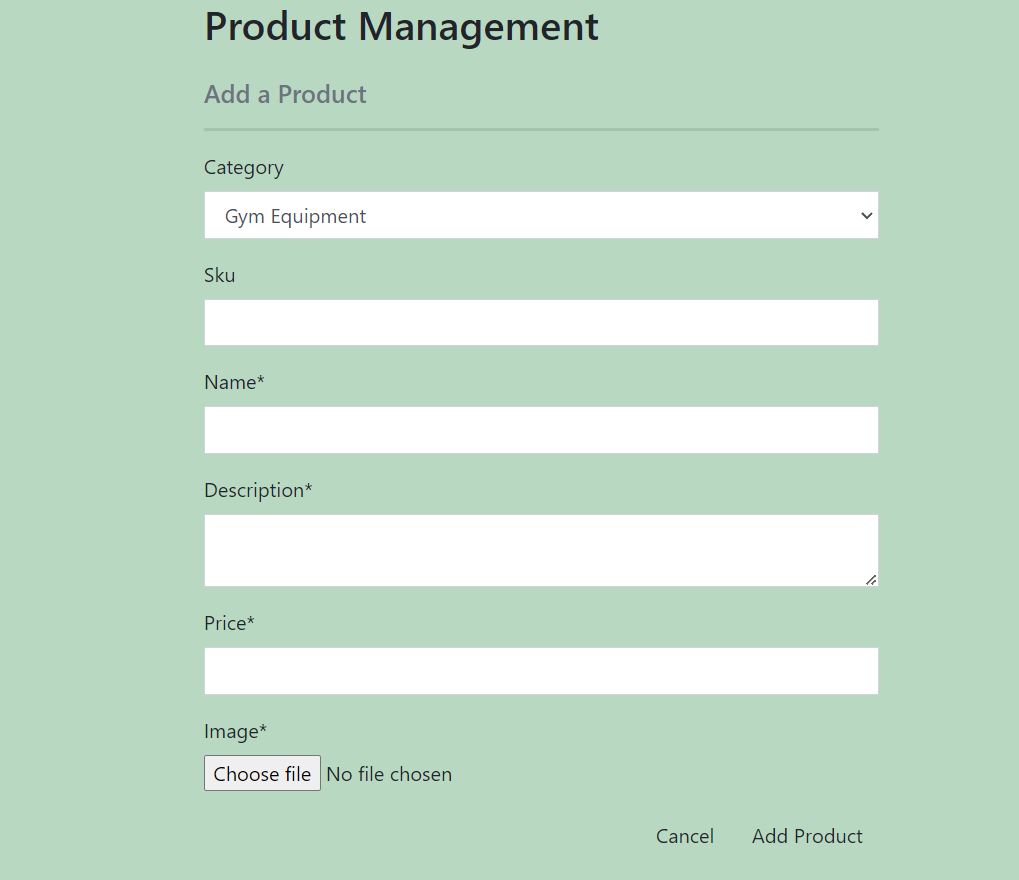 Product Management
Add a Product
Category
Gym Equipment
Sku
Name*
Description*
Price*
Image*
Choose file No file chosen
Cancel Add Product